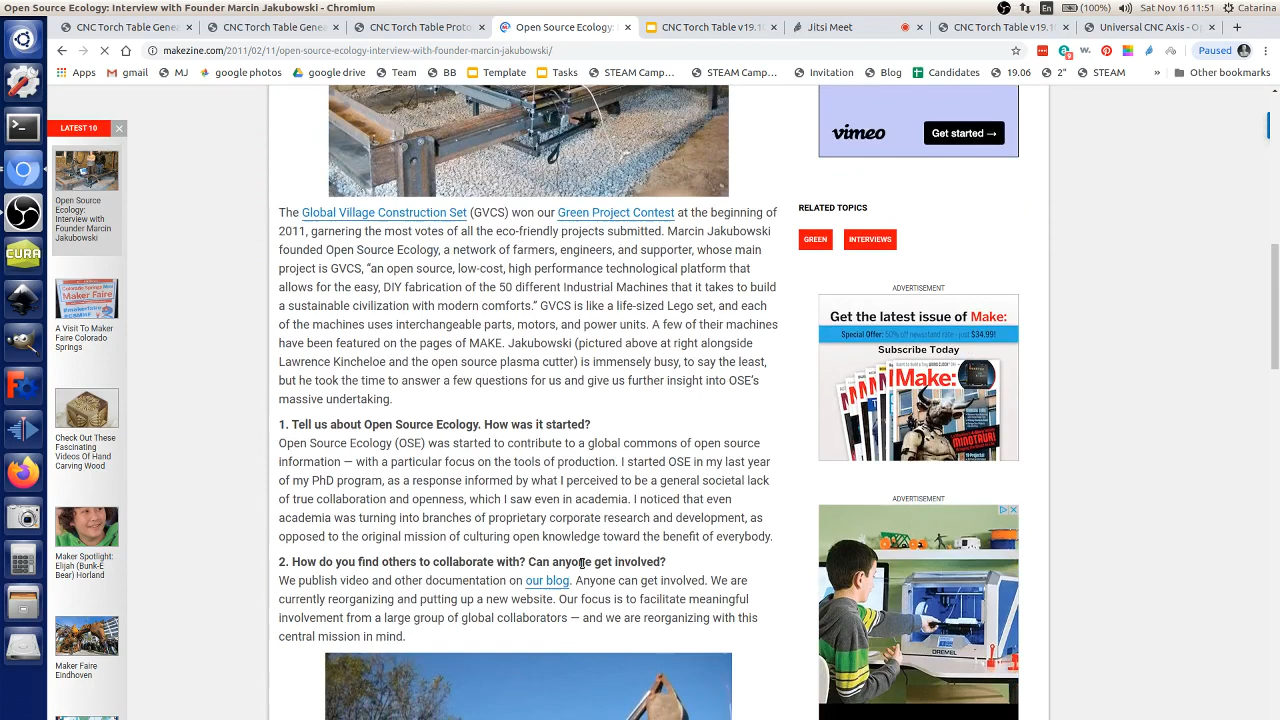 Open Source Ecology: Interview with Founder Marcin Jakubowski - Chromium
(100%)
Sat Nov 16 11:51
Catarina
CNC Torch Table Gene
CNC Torch Table v19.
CNC Torch Table
Open Source Ecology:
CNC Torch Table v19.1
Jitsi Meet
CNC Torch Table v19.1
Universal CNC Axis - O
makezine.com/2011/02/11/open-source-ecology-interview-with-founder-marcin-jakubowski/
Paused
Apps
gmail
MJ
google photos
google drive
Team
BB
Template
Tasks
STEAM Camp...
STEAM Camp...
Invitation
Blog
Candidates
19.06
2"
STEAM
»
Other bookmarks
LATEST 10
Open Source
Ecology:
Interview with
Founder Marcin
Jakubowski
A Visit To Maker
Faire Colorado
Springs
Check Out These
Fascinating
Videos Of Hand
Carving Wood
Maker Spotlight:
Elijah (Bunk-E
Bear) Horland
Maker Faire
Eindhoven
The Global Village Construction Set (GVCS) won our Green Project Contest at the beginning of
2011, garnering the most votes of all the eco-friendly projects submitted. Marcin Jakubowski
founded Open Source Ecology, a network of farmers, engineers, and supporter, whose main
project is GVCS, “an open source, low-cost, high performance technological platform that
allows for the easy, DIY fabrication of the 50 different Industrial Machines that it takes to build
a sustainable civilization with modern comforts.” GVCS is like a life-sized Lego set, and each
of the machines uses interchangeable parts, motors, and power units. A few of their machines
have been featured on the pages of MAKE. Jakubowski (pictured above at right alongside
Lawrence Kincheloe and the open source plasma cutter) is immensely busy, to say the least,
but he took the time to answer a few questions for us and give us further insight into OSE’s
massive undertaking.
1. Tell us about Open Source Ecology. How was it started?
Open Source Ecology (OSE) was started to contribute to a global commons of open source
information — with a particular focus on the tools of production. I started OSE in my last year
of my PhD program, as a response informed by what I perceived to be a general societal lack
of true collaboration and openness, which I saw even in academia. I noticed that even
academia was turning into branches of proprietary corporate research and development, as
opposed to the original mission of culturing open knowledge toward the benefit of everybody.
2. How do you find others to collaborate with? Can anyone get involved?
We publish video and other documentation on our blog. Anyone can get involved. We are
currently reorganizing and putting up a new website. Our focus is to facilitate meaningful
involvement from a large group of global collaborators — and we are reorganizing with this
central mission in mind.
vimeo
Get started →
RELATED TOPICS
GREEN
INTERVIEWS
ADVERTISEMENT
Get the latest issue of Make:
Special Offer: 50% off newsstand rate - just $34.99!
Subscribe Today
Make:
MINOTAUR!
ADVERTISEMENT
DREMEL
CURA